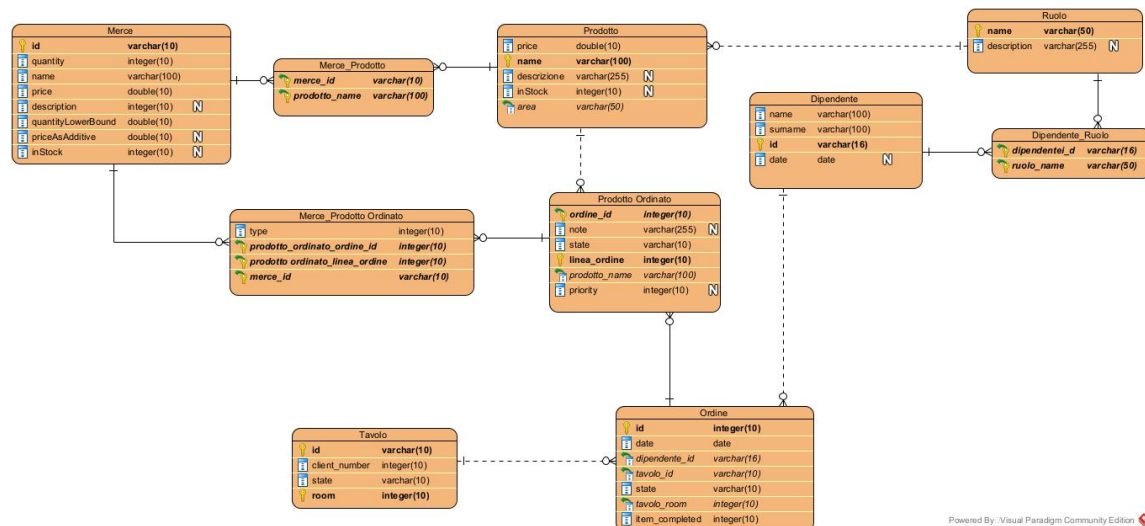 Merce
id varchar(10)
quantity integer(10)
name varchar(100)
price double(10)
description integer(10) N
quantityLowerBound double(10)
priceAsAdditive double(10) N
inStock integer(10) N
Merce_Prodotto
merce_id varchar(10)
prodotto_name varchar(100)
Prodotto
price double(10)
name varchar(100)
descrizione varchar(255) N
inStock integer(10) N
area varchar(50)
Ruolo
name varchar(50)
description varchar(255) N
Dipendente
name varchar(100)
surname varchar(100)
id varchar(16)
date date N
Dipendente_Ruolo
dipendentei_d varchar(16)
ruolo_name varchar(50)
Merce_Prodotto Ordinato
type integer(10)
prodotto_ordinato_ordine_id integer(10)
prodotto ordinato_linea_ordine integer(10)
merce_id varchar(10)
Prodotto Ordinato
ordine_id integer(10)
note varchar(255) N
state varchar(10)
linea_ordine integer(10)
prodotto_name varchar(100)
priority integer(10) N
Tavolo
id varchar(10)
client_number integer(10)
state varchar(10)
room integer(10)
Ordine
id integer(10)
date date
dipendente_id varchar(16)
tavolo_id varchar(10)
state varchar(10)
tavolo_room integer(10)
item_completed integer(10)
Powered By Visual Paradigm Community Edition